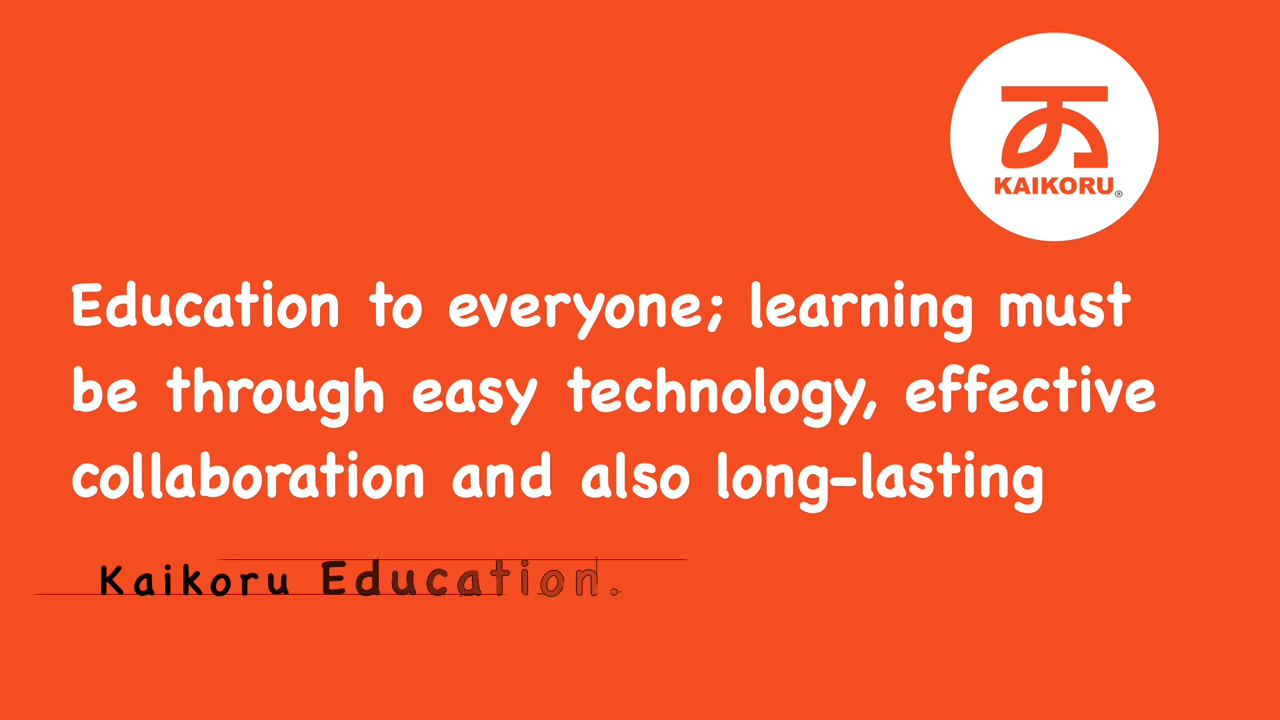 KAIKORU®
Education to everyone; learning must
be through easy technology, effective
collaboration and also long-lasting
Kaikoru Education.